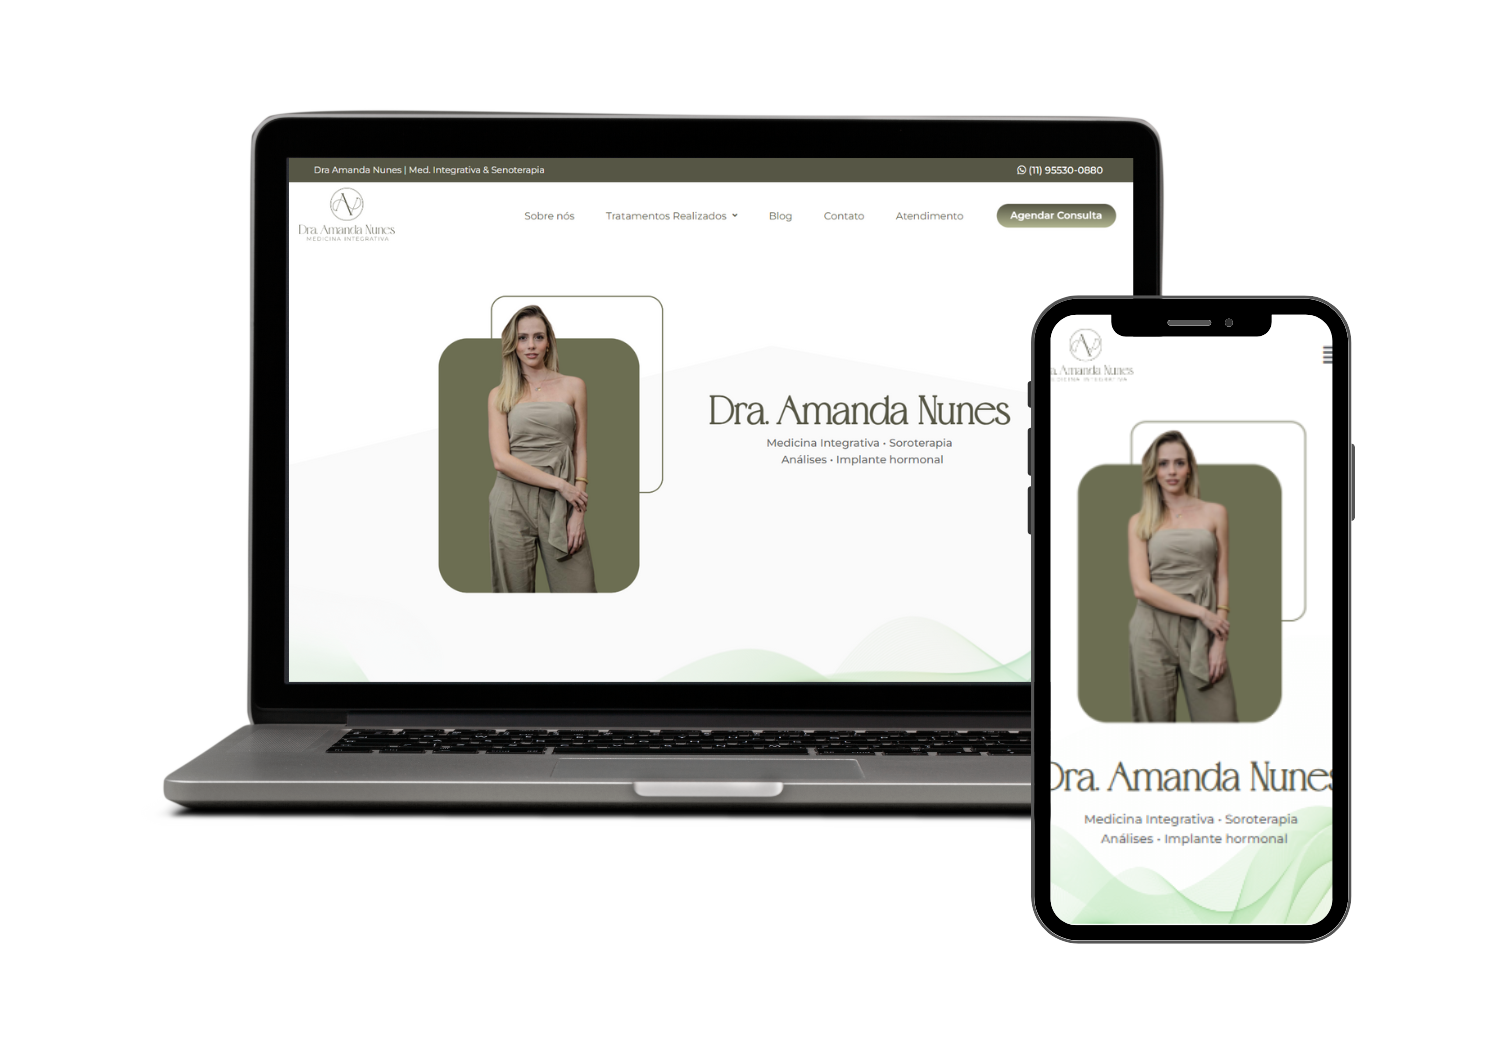 Dra Amanda Nunes | Med. Integrativa & Senoterapia
(11) 95530-0880
Dra. Amanda Nunes
MEDICINA INTEGRATIVA
Sobre nós
Tratamentos Realizados
Blog
Contato
Atendimento
Agendar Consulta
Dra. Amanda Nunes
Medicina Integrativa • Soroterapia
Análises • Implante hormonal
a. Amanda Nunes
INTEGRATIVA
Dra. Amanda Nunes
Medicina Integrativa • Soroterapia
Análises • Implante hormonal